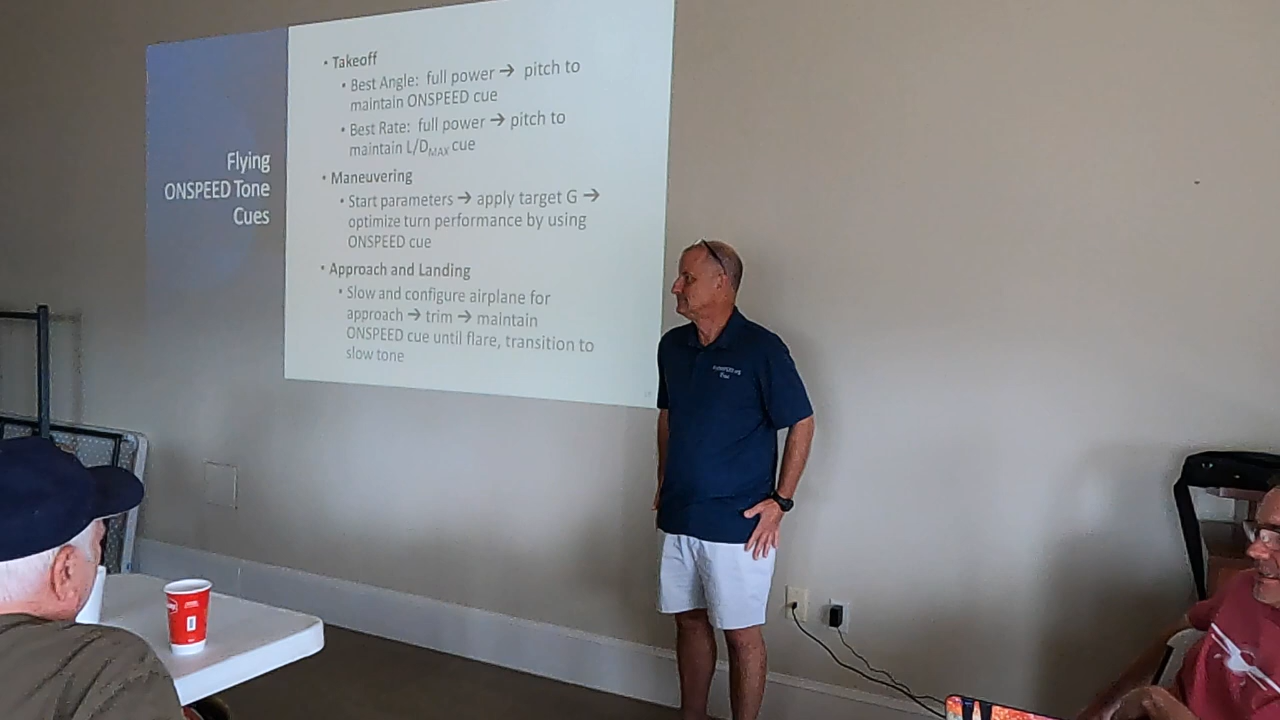 Flying
ONSPEED Tone
Cues
• Takeoff
• Best Angle: full power → pitch to
maintain ONSPEED cue
• Best Rate: full power → pitch to
maintain L/DMAX cue
• Maneuvering
• Start parameters → apply target G →
optimize turn performance by using
ONSPEED cue
• Approach and Landing
• Slow and configure airplane for
approach → trim → maintain
ONSPEED cue until flare, transition to
slow tone